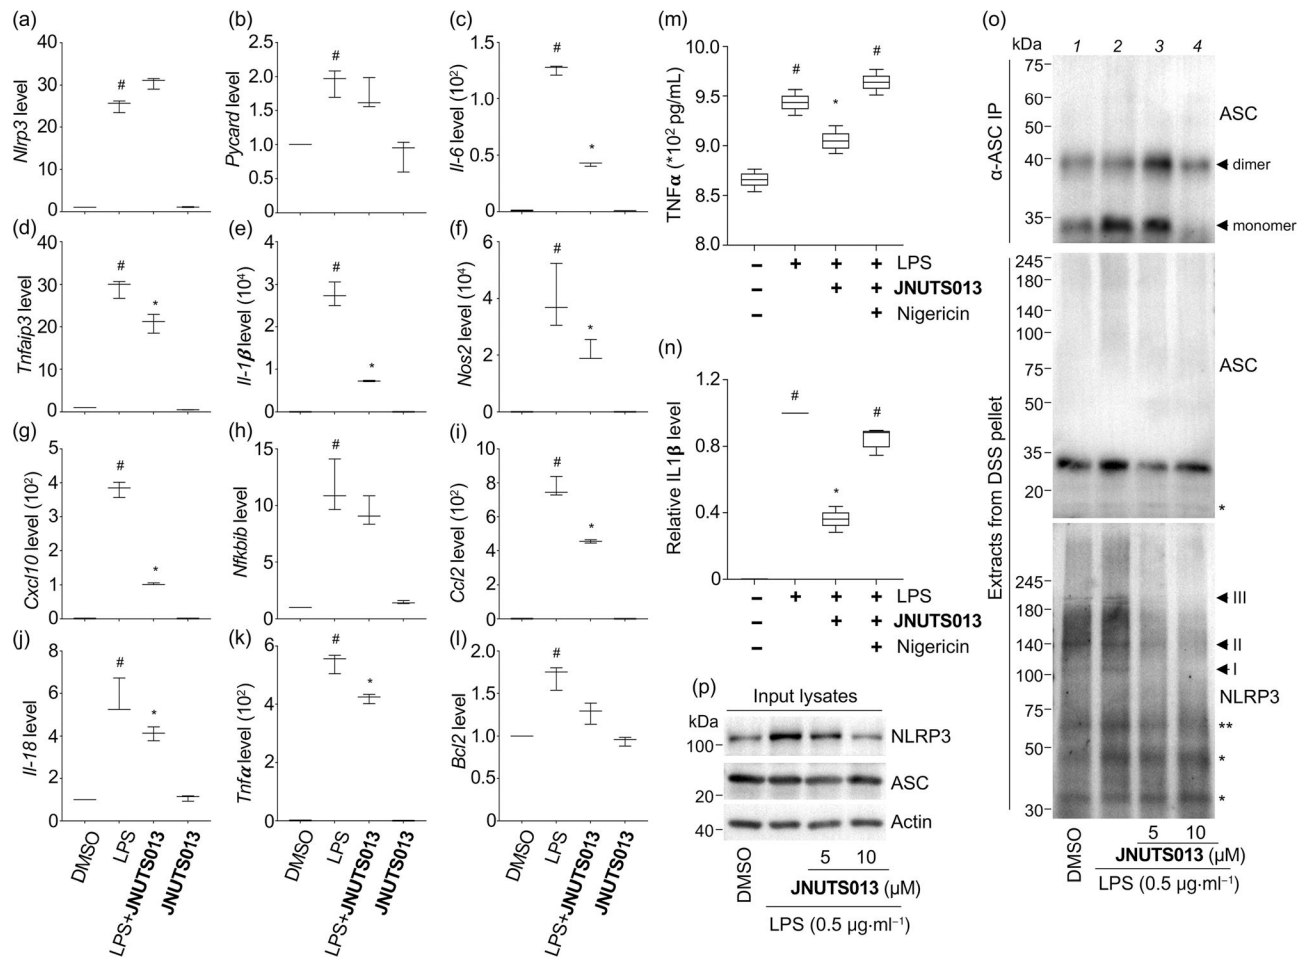 (a)
Nlrp3 level
40
30
20
10
0
#
(b)
Pycard level
2.5
2.0
1.5
1.0
0.5
0
#
(c)
Il-6 level (10²)
1.5
1.0
0.5
0
#
*
(d)
Tnfaip3 level
40
30
20
10
0
#
*
(e)
Il-1β level (10⁴)
4
3
2
1
0
#
*
(f)
Nos2 level (10⁴)
6
4
2
0
#
*
(g)
Cxcl10 level (10²)
6
4
2
0
#
*
(h)
Nfkbib level
15
10
5
0
#
(i)
Ccl2 level (10²)
10
8
6
4
2
0
#
*
(j)
Il-18 level
8
6
4
2
0
#
*
DMSO
LPS
LPS+JNUTS013
JNUTS013
(k)
Tnfα level (10²)
6
4
2
0
#
*
DMSO
LPS
LPS+JNUTS013
JNUTS013
(l)
Bcl2 level
2.0
1.5
1.0
0.5
0
#
DMSO
LPS
LPS+JNUTS013
JNUTS013
(m)
TNFα (*10² pg/mL)
10.0
9.5
9.0
8.5
8.0
#
*
#
– + + + LPS
– + + JNUTS013
– + Nigericin
(n)
Relative IL1β level
1.2
0.8
0.4
0
#
*
#
– + + + LPS
– + + JNUTS013
– + Nigericin
(o)
kDa 1 2 3 4
α-ASC IP
75
60
50
40
35
ASC
dimer
monomer
Extracts from DSS pellet
245
180
140
100
75
50
35
20
ASC
*
245
180
140
100
75
50
30
III
II
I
NLRP3
**
*
*
DMSO
5 10
JNUTS013 (μM)
LPS (0.5 μg·ml⁻¹)
(p)
Input lysates
kDa
100
NLRP3
20
ASC
40
Actin
DMSO
5 10
JNUTS013 (μM)
LPS (0.5 μg·ml⁻¹)